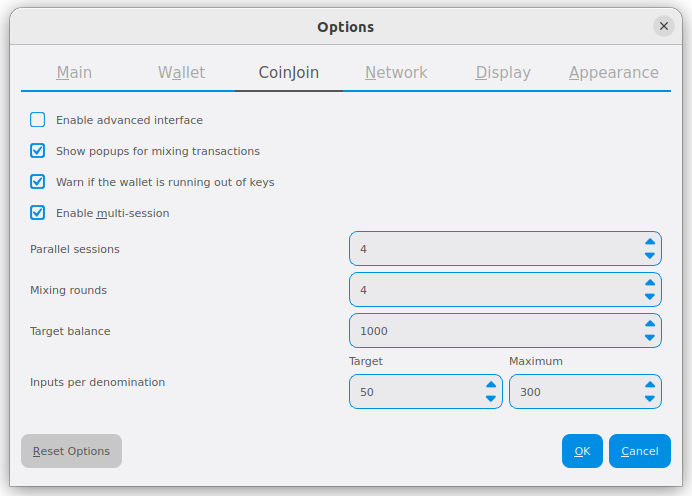 Options
Main Wallet CoinJoin Network Display Appearance
Enable advanced interface
Show popups for mixing transactions
Warn if the wallet is running out of keys
Enable multi-session
Parallel sessions 4
Mixing rounds 4
Target balance 1000
Target Maximum
Inputs per denomination 50 300
Reset Options OK Cancel